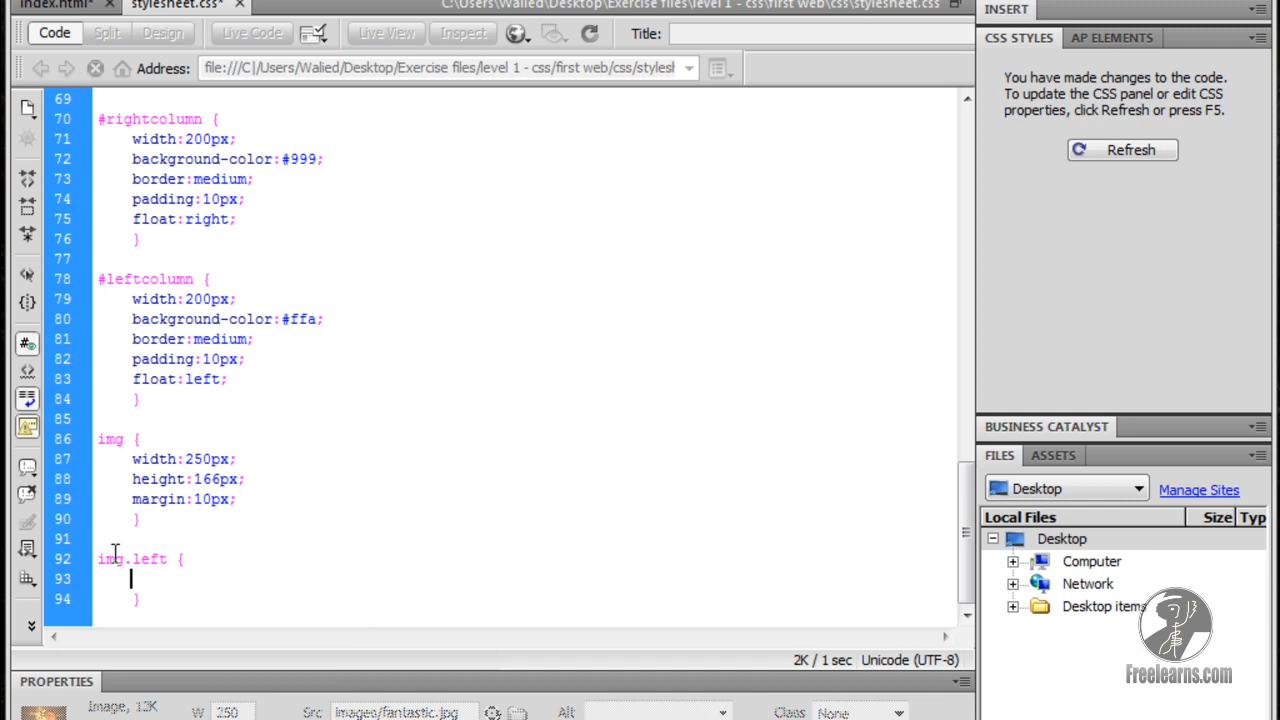 index.html* × stylesheet.css* × C:\Users\Walied\Desktop\Exercise files\level 1 - css\first web\css\stylesheet.css
Code Split Design Live Code Live View Inspect Title:
Address: file:///C|/Users/Walied/Desktop/Exercise files/level 1 - css/first web/css/stylesh
69
70 #rightcolumn {
71 width:200px;
72 background-color:#999;
73 border:medium;
74 padding:10px;
75 float:right;
76 }
77
78 #leftcolumn {
79 width:200px;
80 background-color:#ffa;
81 border:medium;
82 padding:10px;
83 float:left;
84 }
85
86 img {
87 width:250px;
88 height:166px;
89 margin:10px;
90 }
91
92 img.left {
93
94 }
2K / 1 sec Unicode (UTF-8)
PROPERTIES
Image, 12K W 250 Src images/fantastic.jpg Alt Class None
INSERT
CSS STYLES AP ELEMENTS
You have made changes to the code.
To update the CSS panel or edit CSS
properties, click Refresh or press F5.
Refresh
BUSINESS CATALYST
FILES ASSETS
Desktop Manage Sites
Local Files Size Typ
Desktop
Computer
Network
Desktop items
Freelearns.com